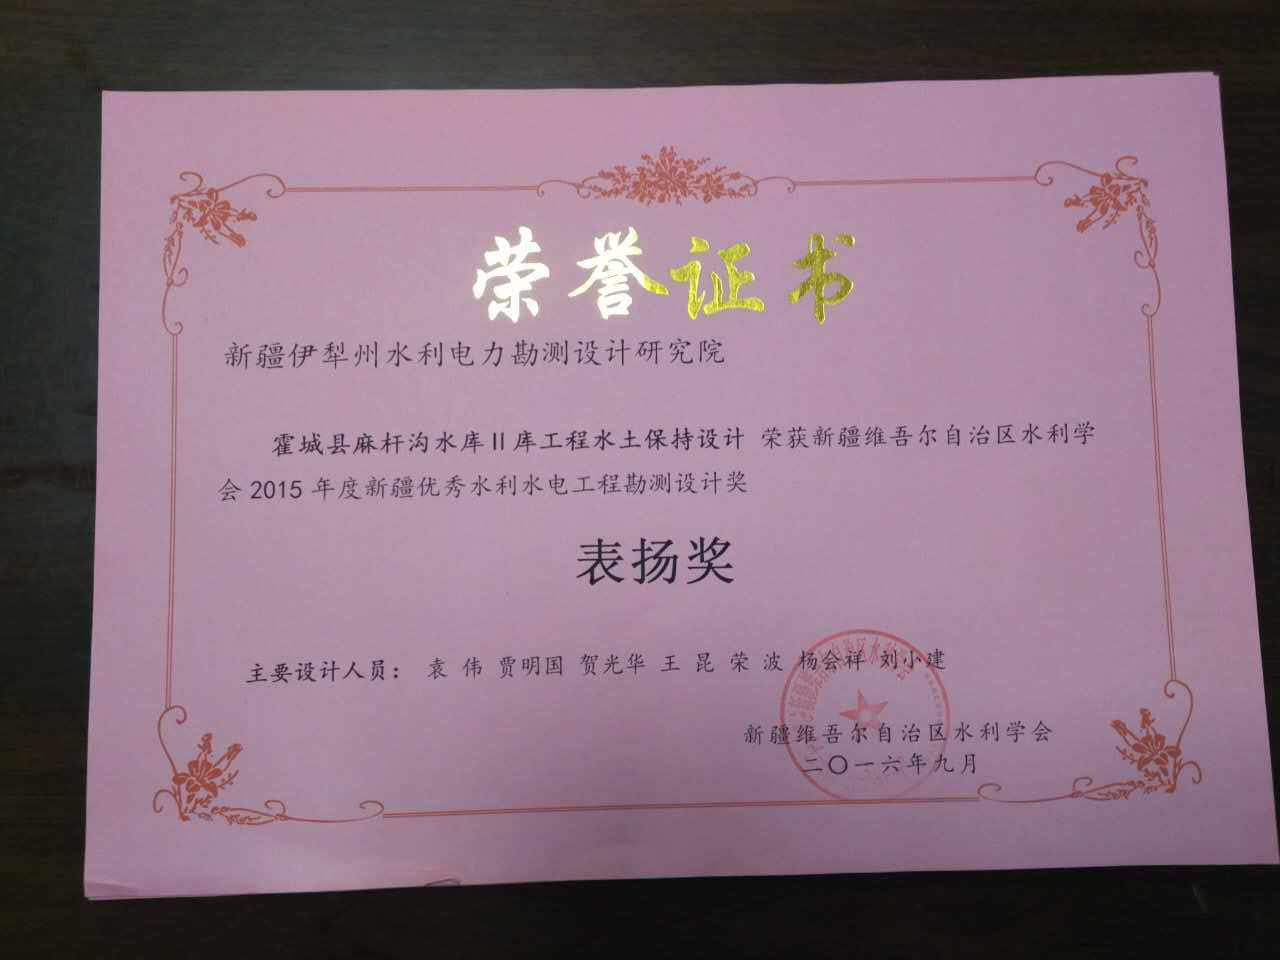 荣誉证书
新疆伊犁州水利电力勘测设计研究院
霍城县麻杆沟水库II库工程水土保持设计 荣获新疆维吾尔自治区水利学
会2015年度新疆优秀水利水电工程勘测设计奖
表扬奖
主要设计人员： 袁 伟 贾明国 贺光华 王 昆 荣 波 杨会祥 刘小建
新疆维吾尔自治区水利学会
二〇一六年九月